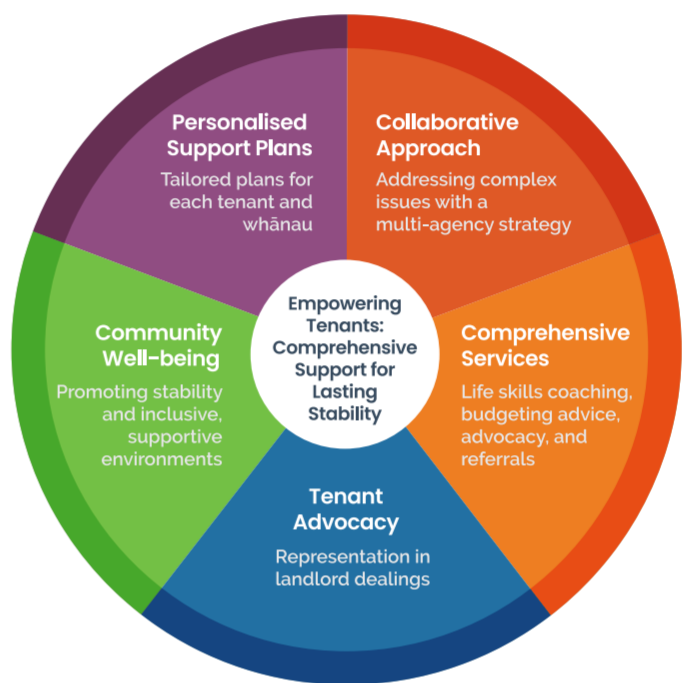 Personalised
Support Plans
Tailored plans for
each tenant and
whānau
Collaborative
Approach
Addressing complex
issues with a
multi-agency strategy
Empowering
Tenants:
Comprehensive
Support for
Lasting
Stability
Community
Well-being
Promoting stability
and inclusive,
supportive
environments
Comprehensive
Services
Life skills coaching,
budgeting advice,
advocacy, and
referrals
Tenant
Advocacy
Representation in
landlord dealings